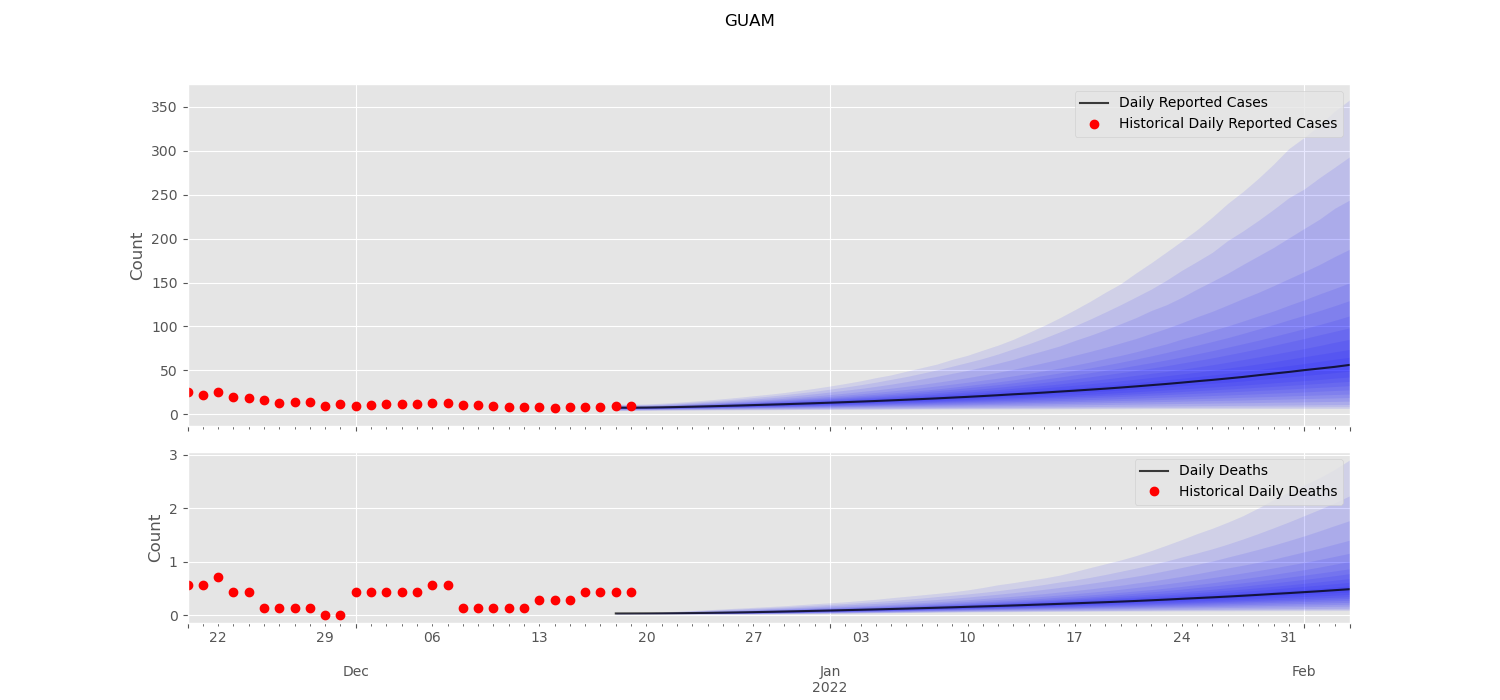 GUAM
Count
350
300
250
200
150
100
50
0
Daily Reported Cases
Historical Daily Reported Cases
Count
3
2
1
0
Daily Deaths
Historical Daily Deaths
22 29 06 13 20 27 03 10 17 24 31
Dec Jan Feb
2022